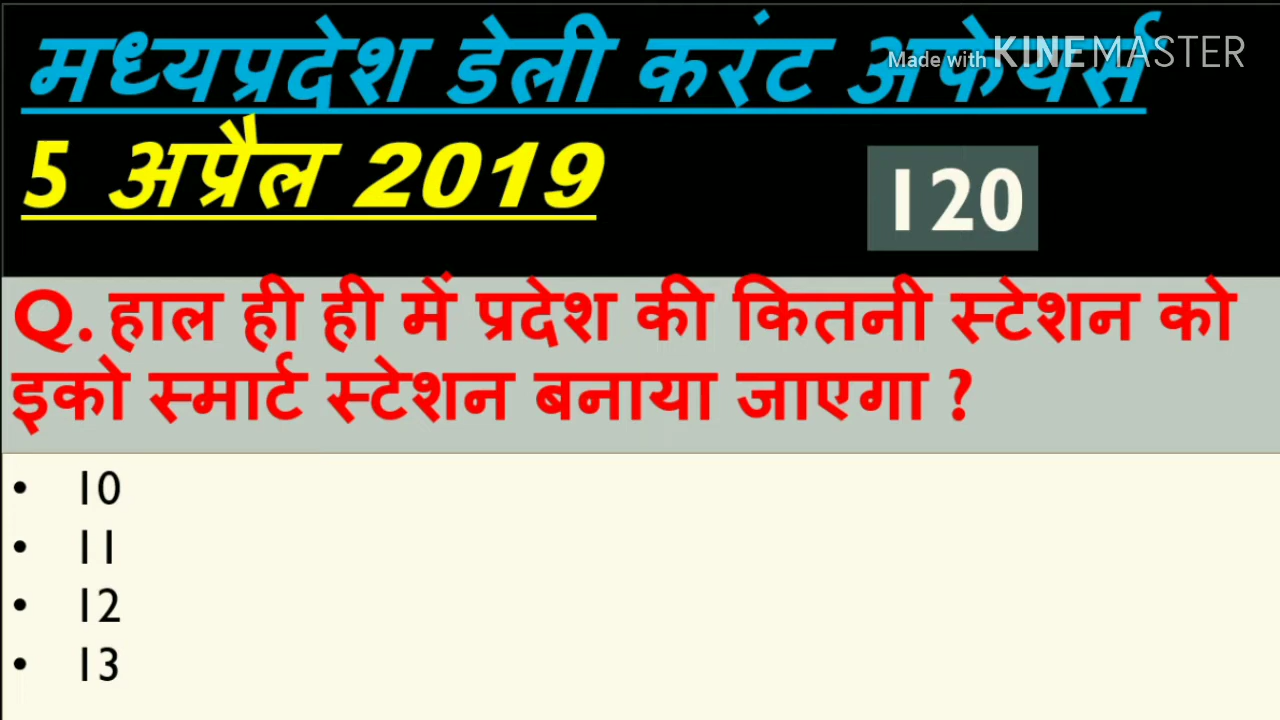 मध्यप्रदेश डेली करंट अफेयर्स
Made with KINEMASTER
5 अप्रैल 2019
120
Q. हाल ही ही में प्रदेश की कितनी स्टेशन को
इको स्मार्ट स्टेशन बनाया जाएगा ?
• 10
• 11
• 12
• 13